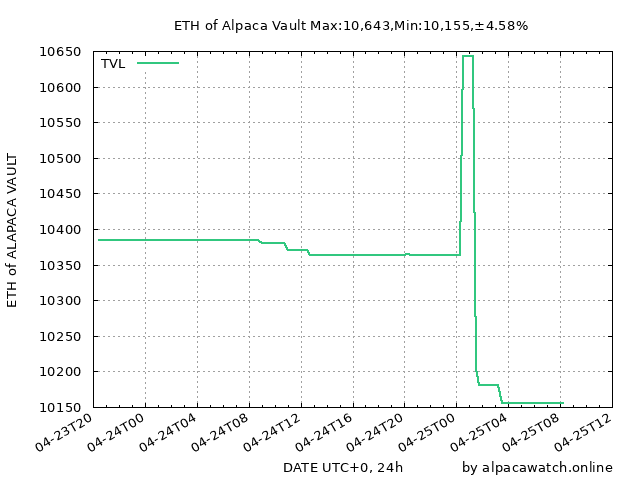 ETH of Alpaca Vault Max:10,643,Min:10,155,±4.58%
TVL
10650
10600
10550
10500
10450
10400
10350
10300
10250
10200
10150
ETH of ALAPACA VAULT
04-23T20
04-24T00
04-24T04
04-24T08
04-24T12
04-24T16
04-24T20
04-25T00
04-25T04
04-25T08
04-25T12
DATE UTC+0, 24h
by alpacawatch.online